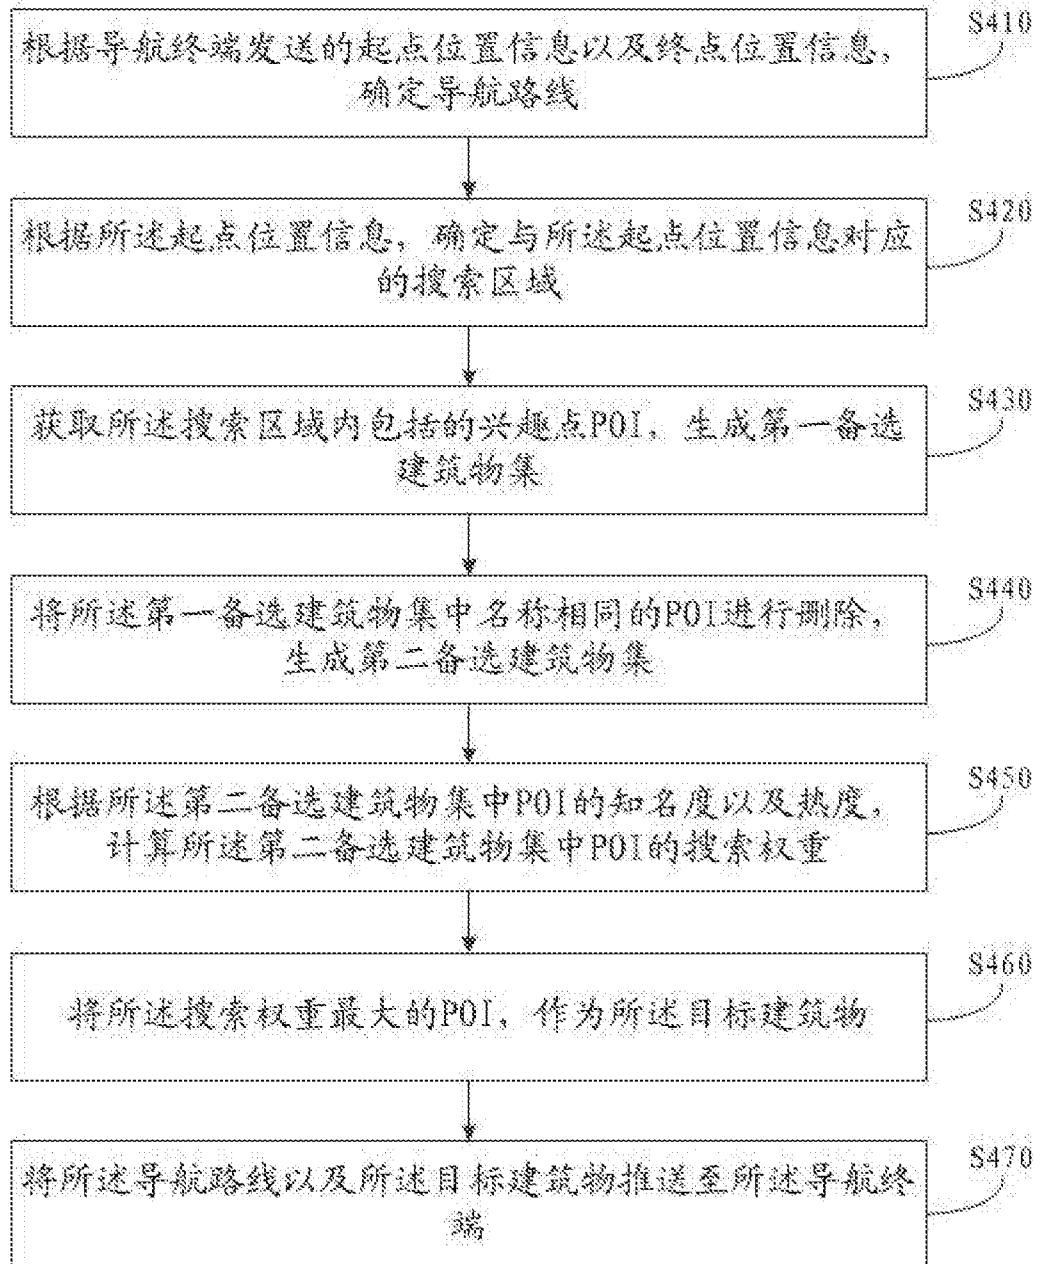 S410
根据导航终端发送的起点位置信息以及终点位置信息，
确定导航路线
S420
根据所述起点位置信息，确定与所述起点位置信息对应
的搜索区域
S430
获取所述搜索区域内包括的兴趣点POI，生成第一备选
建筑物集
S440
将所述第一备选建筑物集中名称相同的POI进行删除，
生成第二备选建筑物集
S450
根据所述第二备选建筑物集中POI的知名度以及热度，
计算所述第二备选建筑物集中POI的搜索权重
S460
将所述搜索权重最大的POI，作为所述目标建筑物
S470
将所述导航路线以及所述目标建筑物推送至所述导航终
端